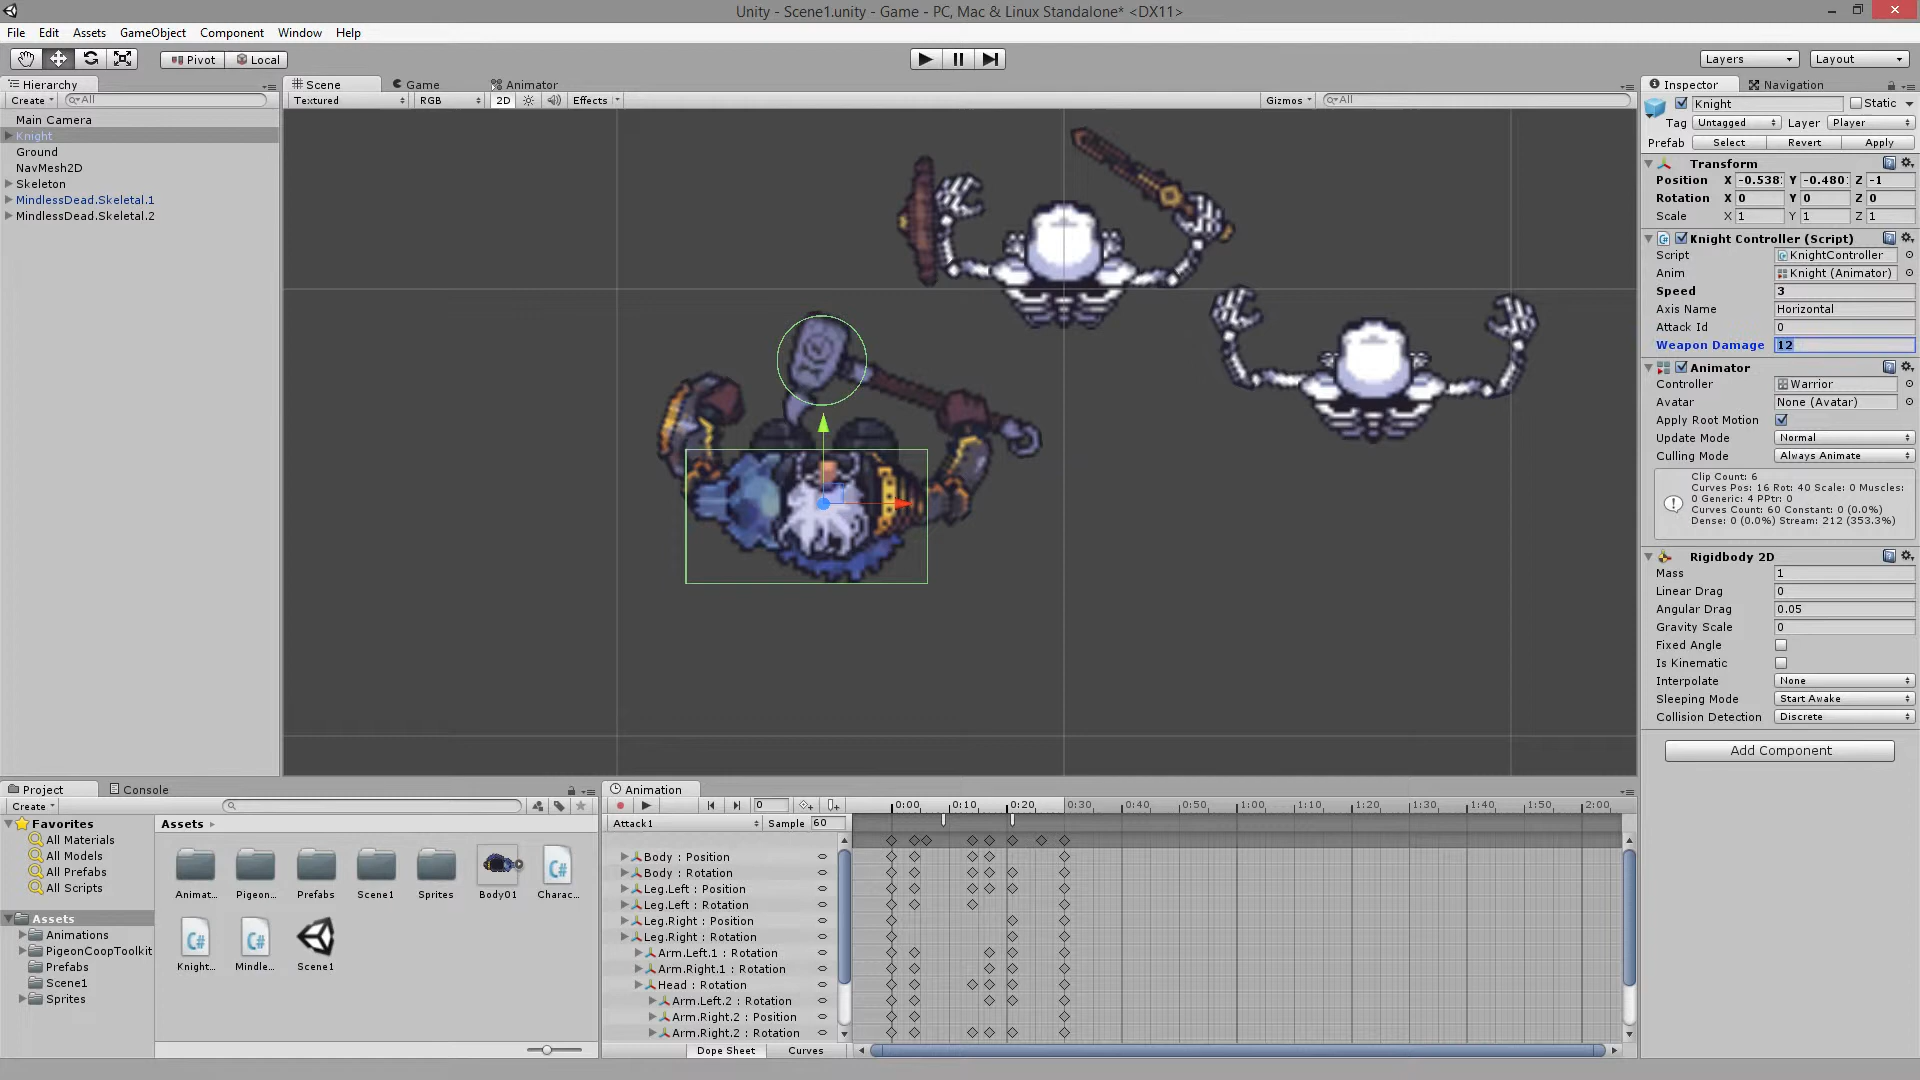 Unity - Scene1.unity - Game - PC, Mac & Linux Standalone* <DX11>
File Edit Assets GameObject Component Window Help
Pivot Local Layers Layout
Hierarchy
Create All
Main Camera
Knight
Ground
NavMesh2D
Skeleton
MindlessDead.Skeletal.1
MindlessDead.Skeletal.2
Scene Game Animator
Textured RGB 2D Effects Gizmos All
Inspector Navigation
Knight Static
Tag Untagged Layer Player
Prefab Select Revert Apply
Transform
Position X -0.538: Y -0.480 Z -1
Rotation X 0 Y 0 Z 0
Scale X 1 Y 1 Z 1
Knight Controller (Script)
Script KnightController
Anim Knight (Animator)
Speed 3
Axis Name Horizontal
Attack Id 0
Weapon Damage 12
Animator
Controller Warrior
Avatar None (Avatar)
Apply Root Motion
Update Mode Normal
Culling Mode Always Animate
Clip Count: 6
Curves Pos: 16 Rot: 40 Scale: 0 Muscles:
0 Generic: 4 PPtr: 0
Curves Count: 60 Constant: 0 (0.0%)
Dense: 0 (0.0%) Stream: 212 (353.3%)
Rigidbody 2D
Mass 1
Linear Drag 0
Angular Drag 0.05
Gravity Scale 0
Fixed Angle
Is Kinematic
Interpolate None
Sleeping Mode Start Awake
Collision Detection Discrete
Add Component
Project Console
Create
Favorites
All Materials
All Models
All Prefabs
All Scripts
Assets
Animations
PigeonCoopToolkit
Prefabs
Scene1
Sprites
Assets
Animat... Pigeon... Prefabs Scene1 Sprites Body01 Charac...
Knight... Mindle... Scene1
Animation
0 0:00 0:10 0:20 0:30 0:40 0:50 1:00 1:10 1:20 1:30 1:40 1:50 2:00
Attack1 Sample 60
Body : Position
Body : Rotation
Leg.Left : Position
Leg.Left : Rotation
Leg.Right : Position
Leg.Right : Rotation
Arm.Left.1 : Rotation
Arm.Right.1 : Rotation
Head : Rotation
Arm.Left.2 : Rotation
Arm.Right.2 : Position
Arm.Right.2 : Rotation
Dope Sheet Curves